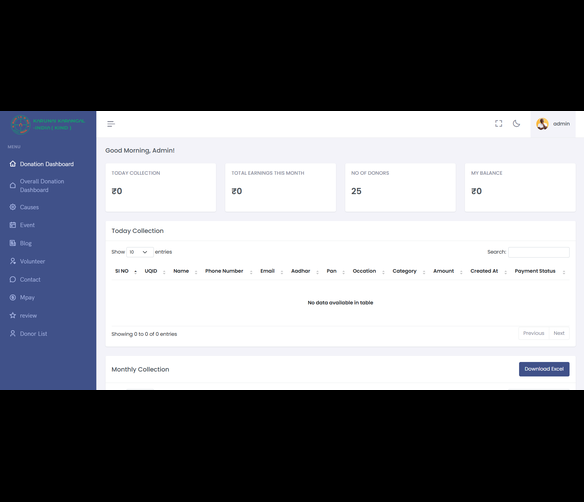 MENU
Donation Dashboard
Overall Donation
Dashboard
Causes
Event
Blog
Volunteer
Contact
Mpay
review
Donor List
admin
Good Morning, Admin!
TODAY COLLECTION
₹0
TOTAL EARNINGS THIS MONTH
₹0
NO OF DONORS
25
MY BALANCE
₹0
Today Collection
Show 10 entries
Search:
SI NO UQID Name Phone Number Email Aadhar Pan Occation Category Amount Created At Payment Status
No data available in table
Showing 0 to 0 of 0 entries
Previous Next
Monthly Collection
Download Excel